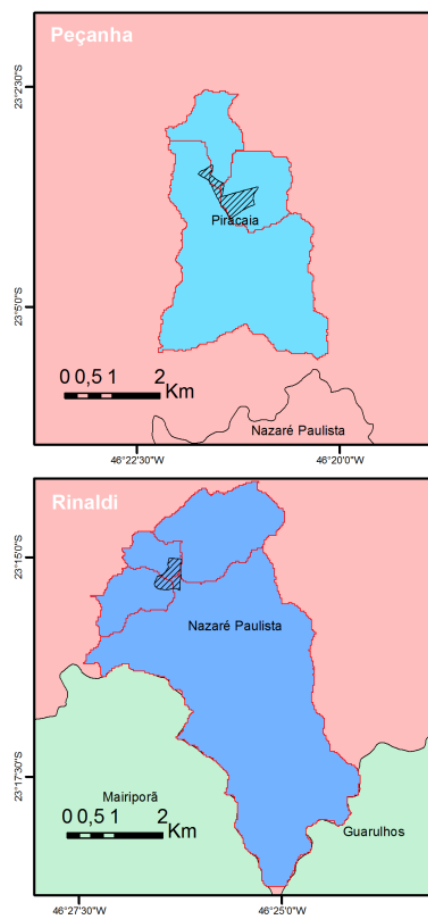 Peçanha
23°2'30"S
Piracaia
23°5'0"S
0 0,5 1 2
Km
Nazaré Paulista
46°22'30"W 46°20'0"W
Rinaldi
23°15'0"S
Nazaré Paulista
23°17'30"S
Mairiporã
0 0,5 1 2
Km
Guarulhos
46°27'30"W 46°25'0"W